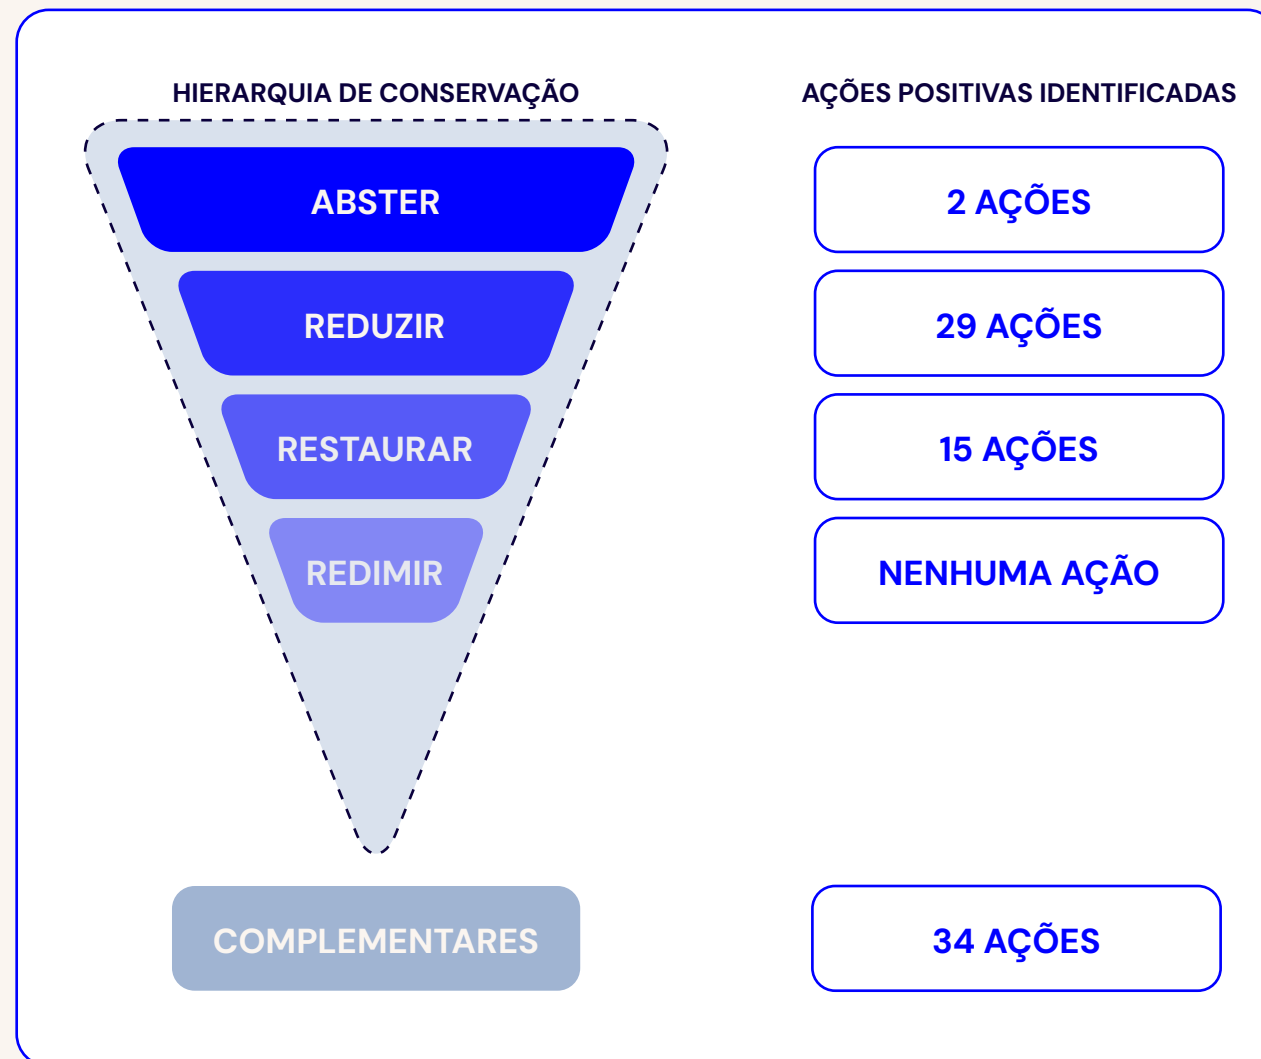 HIERARQUIA DE CONSERVAÇÃO
AÇÕES POSITIVAS IDENTIFICADAS
ABSTER
2 AÇÕES
REDUZIR
29 AÇÕES
RESTAURAR
15 AÇÕES
REDIMIR
NENHUMA AÇÃO
COMPLEMENTARES
34 AÇÕES